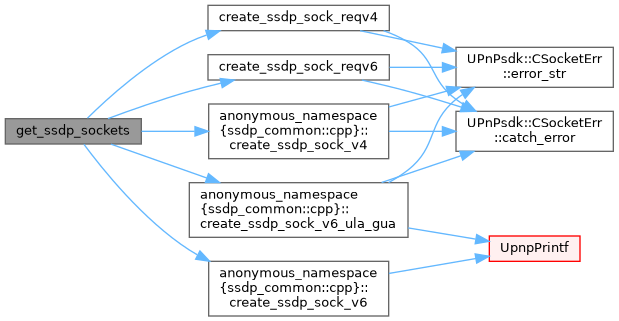 get_ssdp_sockets
create_ssdp_sock_reqv4
create_ssdp_sock_reqv6
anonymous_namespace
{ssdp_common::cpp}::
create_ssdp_sock_v4
anonymous_namespace
{ssdp_common::cpp}::
create_ssdp_sock_v6_ula_gua
anonymous_namespace
{ssdp_common::cpp}::
create_ssdp_sock_v6
UPnPsdk::CSocketErr
::error_str
UPnPsdk::CSocketErr
::catch_error
UpnpPrintf